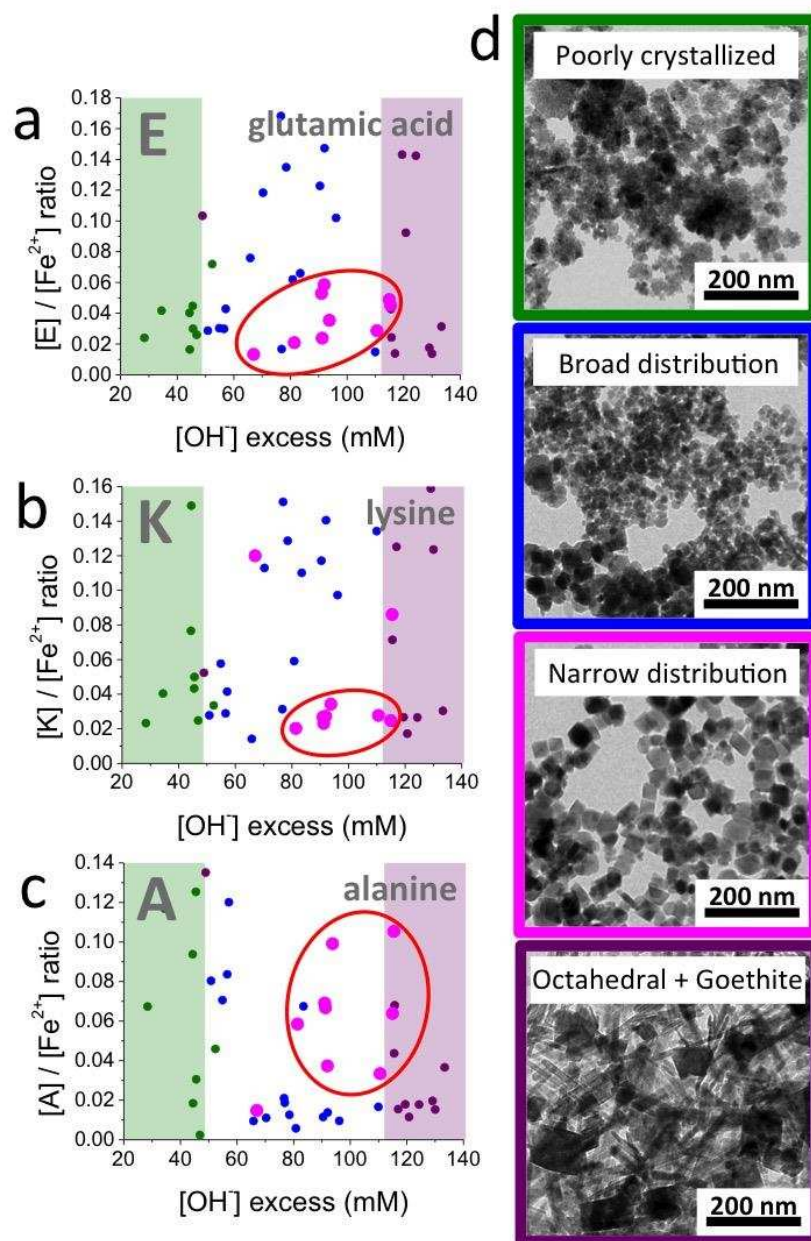 a
E
glutamic acid
[E] / [Fe²⁺] ratio
0.18
0.16
0.14
0.12
0.10
0.08
0.06
0.04
0.02
0.00
20 40 60 80 100 120 140
[OH⁻] excess (mM)
b
K
lysine
[K] / [Fe²⁺] ratio
0.16
0.14
0.12
0.10
0.08
0.06
0.04
0.02
0.00
20 40 60 80 100 120 140
[OH⁻] excess (mM)
c
A
alanine
[A] / [Fe²⁺] ratio
0.14
0.12
0.10
0.08
0.06
0.04
0.02
0.00
20 40 60 80 100 120 140
[OH⁻] excess (mM)
d
Poorly crystallized
200 nm
Broad distribution
200 nm
Narrow distribution
200 nm
Octahedral + Goethite
200 nm